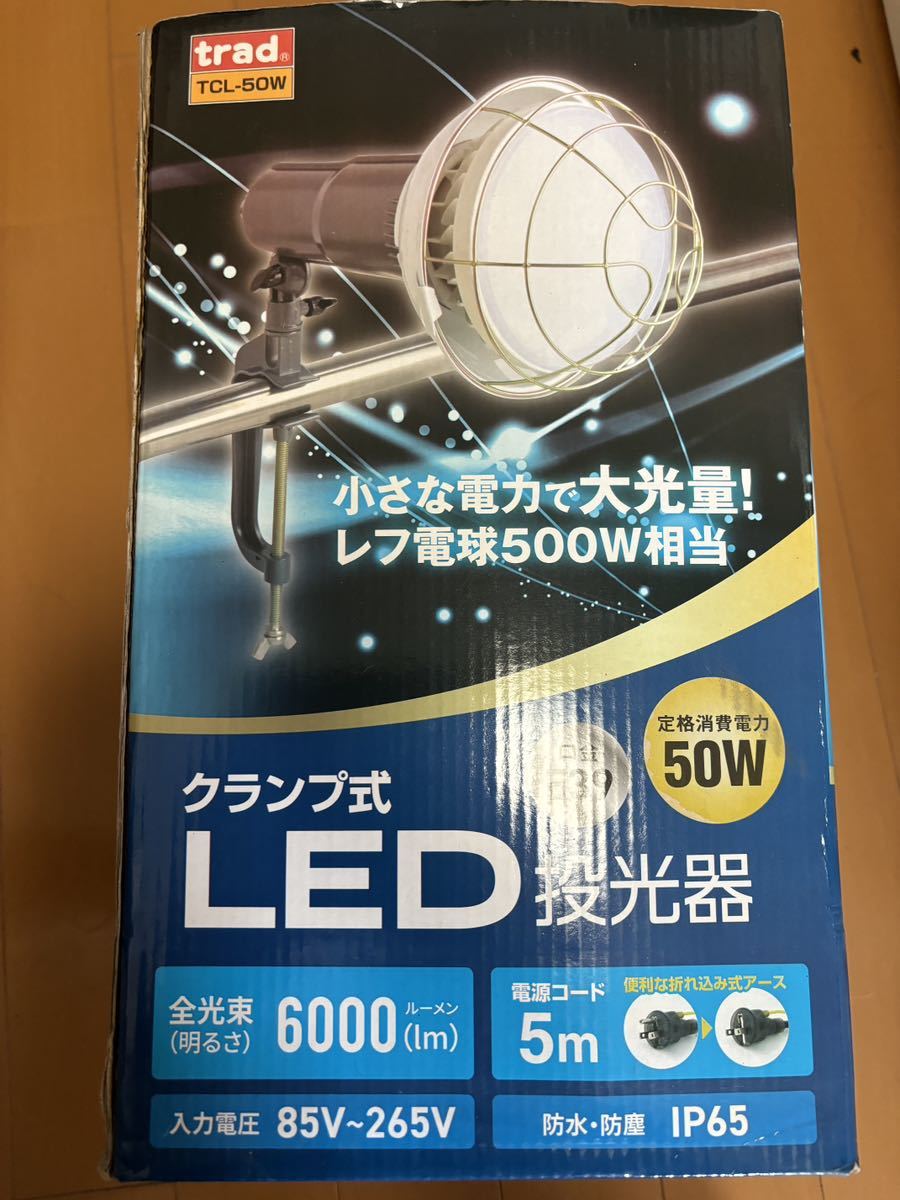 trad®
TCL-50W
小さな電力で大光量!
レフ電球500W相当
定格消費電力
50W
口金
E39
クランプ式
LED投光器
全光束
(明るさ)
6000
ルーメン
(lm)
電源コード
5m
便利な折れ込み式アース
入力電圧 85V~265V
防水・防塵 IP65